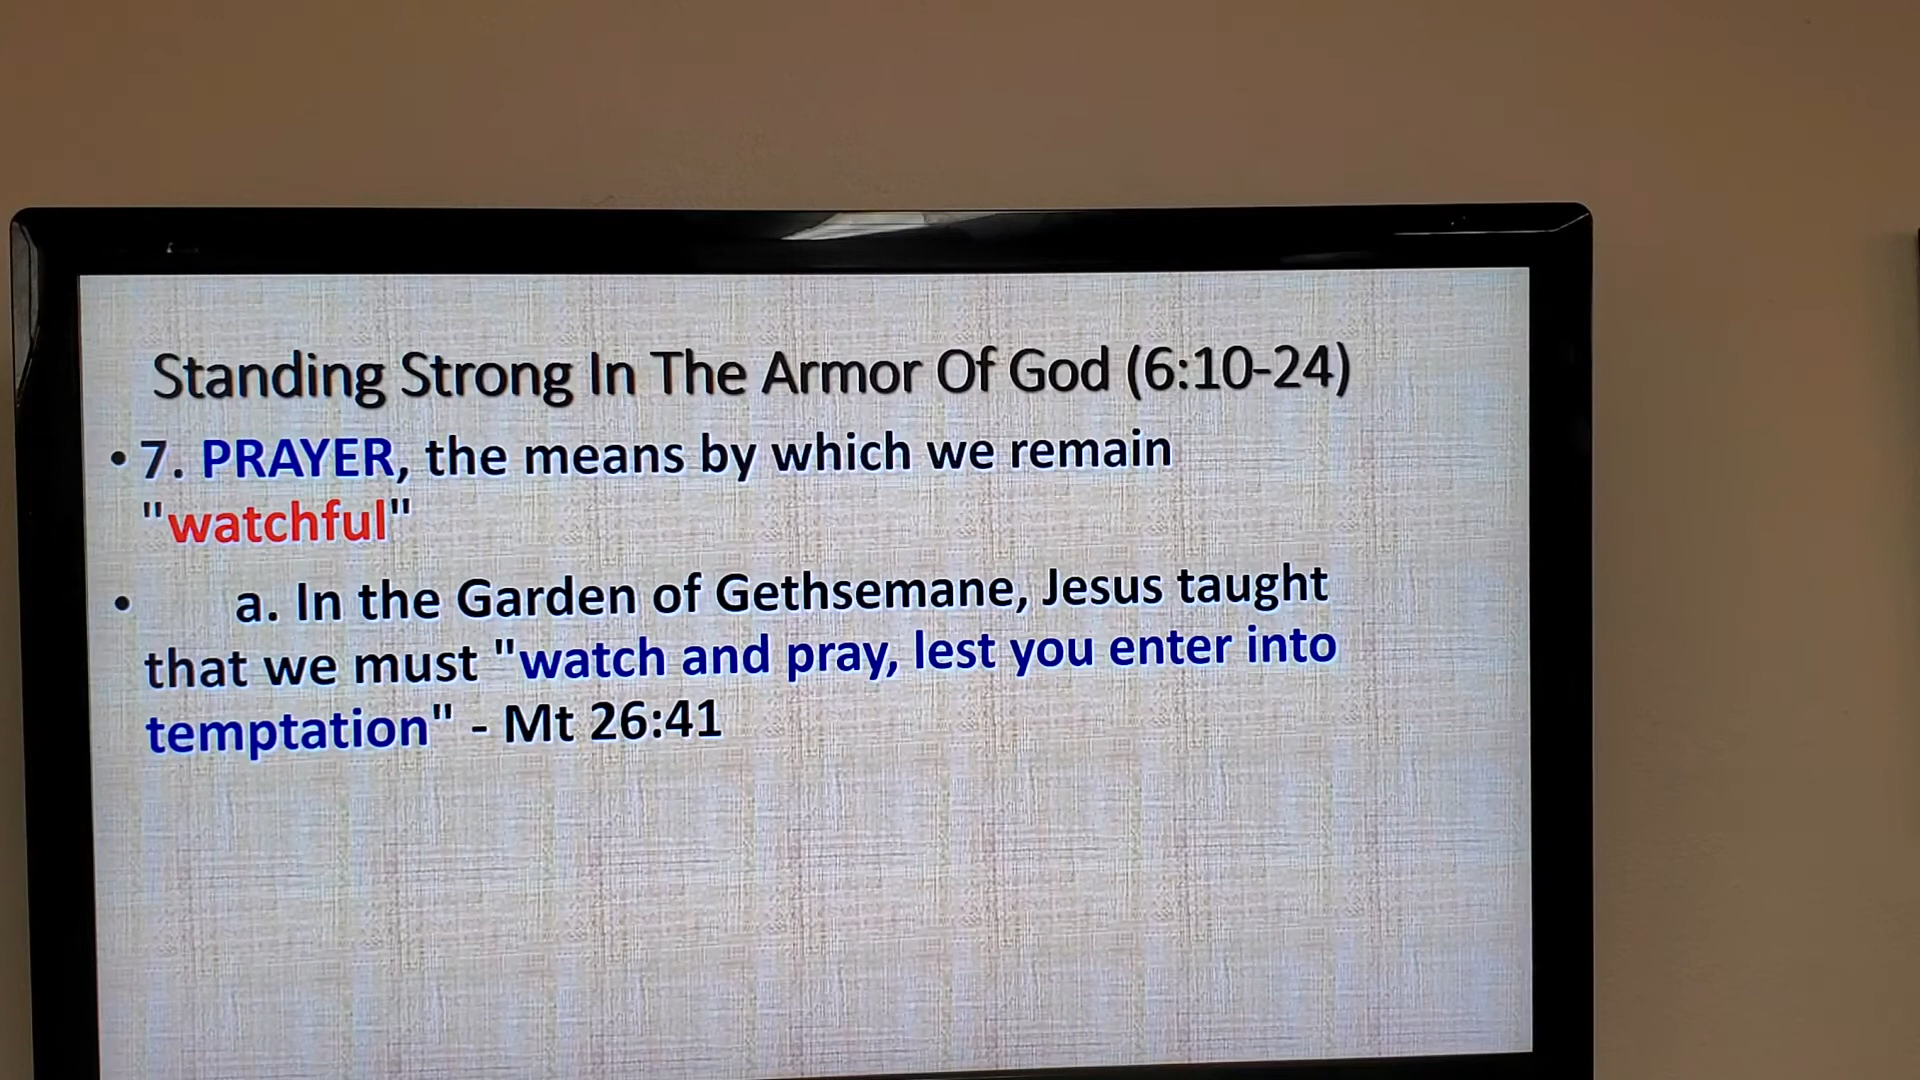 Standing Strong In The Armor Of God (6:10-24)
• 7. PRAYER, the means by which we remain
"watchful"
• a. In the Garden of Gethsemane, Jesus taught
that we must "watch and pray, lest you enter into
temptation" - Mt 26:41